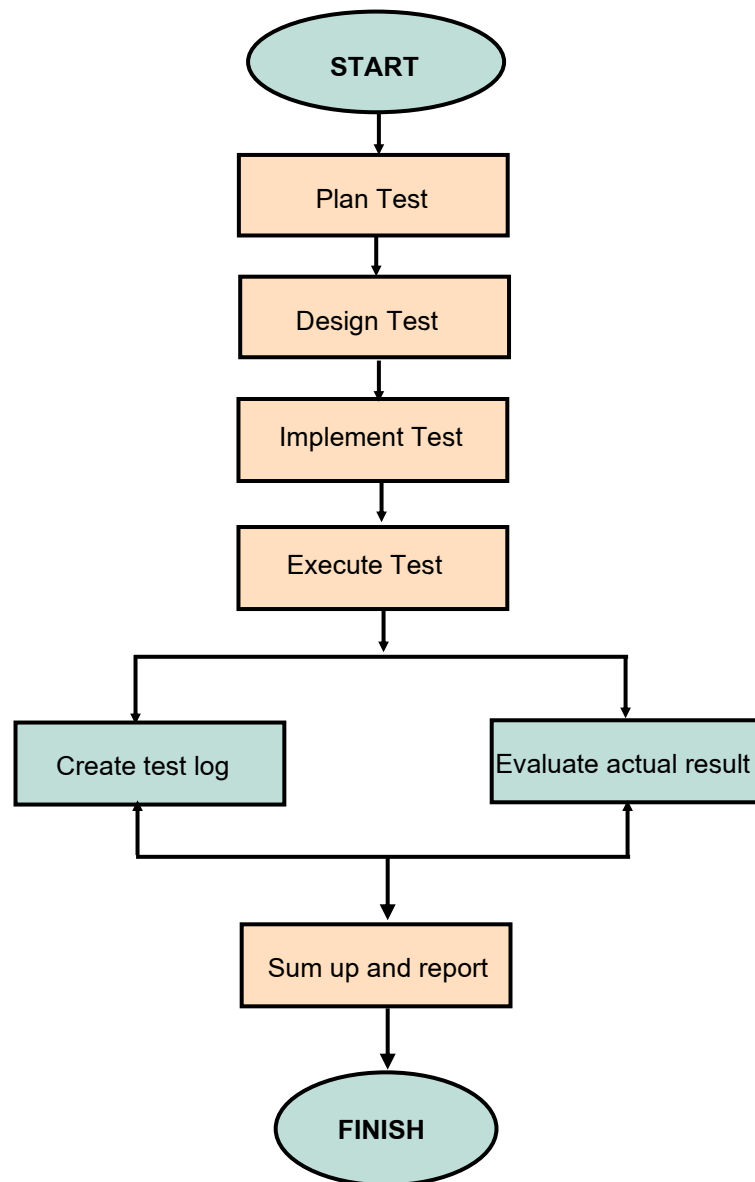 START
Plan Test
Design Test
Implement Test
Execute Test
Create test log
Evaluate actual result
Sum up and report
FINISH